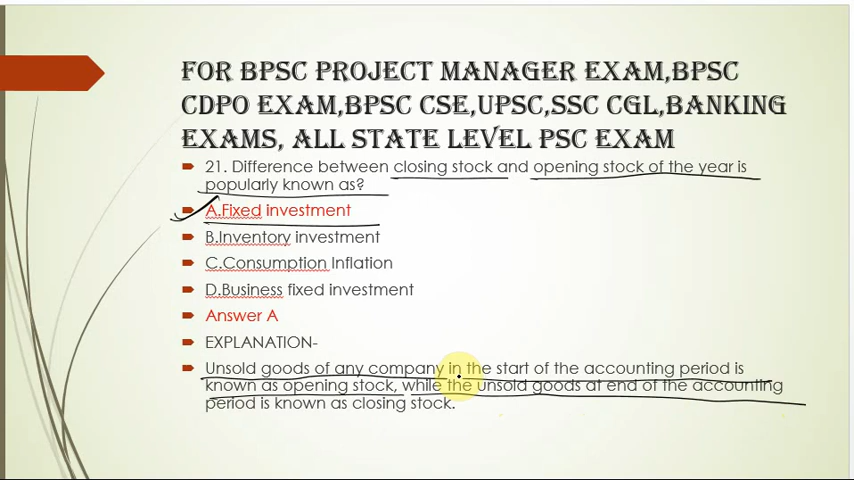 FOR BPSC PROJECT MANAGER EXAM,BPSC
CDPO EXAM,BPSC CSE,UPSC,SSC CGL,BANKING
EXAMS, ALL STATE LEVEL PSC EXAM
21. Difference between closing stock and opening stock of the year is
popularly known as?
A.Fixed investment
B.Inventory investment
C.Consumption Inflation
D.Business fixed investment
Answer A
EXPLANATION-
Unsold goods of any company in the start of the accounting period is
known as opening stock, while the unsold goods at end of the accounting
period is known as closing stock.